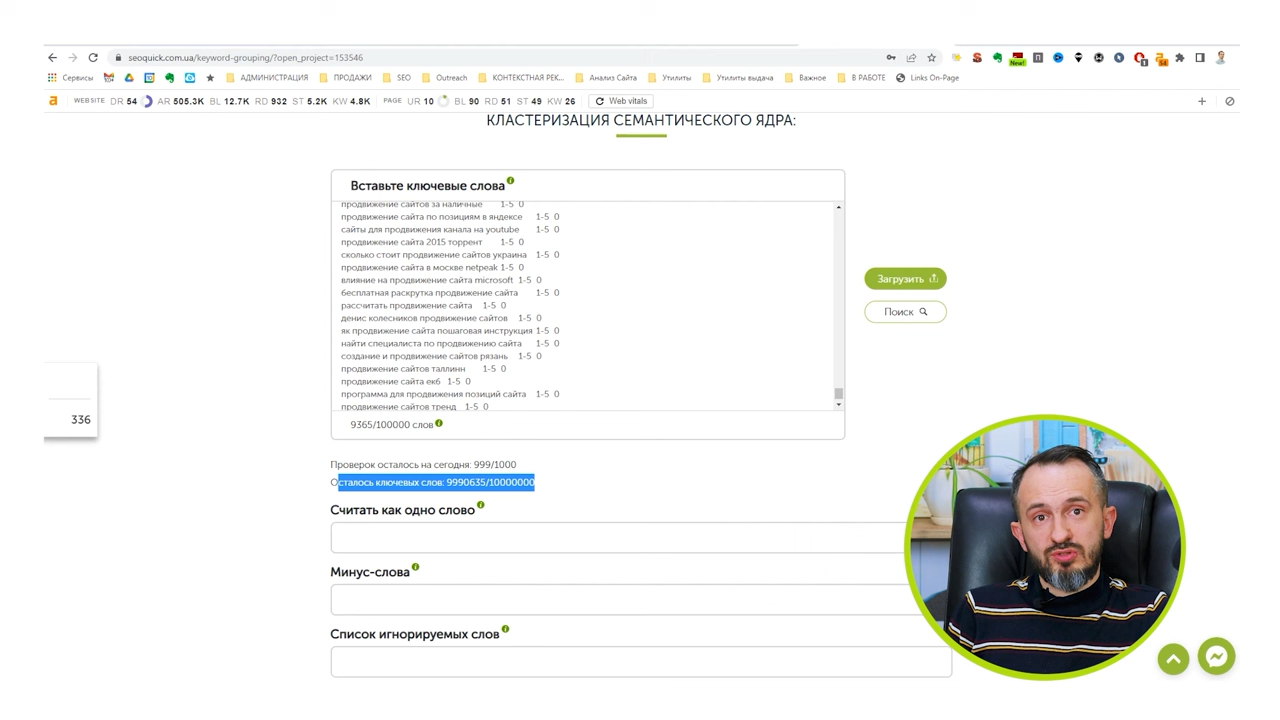 seoquick.com.ua/keyword-grouping/?open_project=153546
Сервисы АДМИНИСТРАЦИЯ ПРОДАЖИ SEO Outreach КОНТЕКСТНАЯ РЕК... Анализ Сайта Утилиты Утилиты выдача Важное В РАБОТЕ Links On-Page
a WEBSITE DR 54 AR 505.3K BL 12.7K RD 932 ST 5.2K KW 4.8K PAGE UR 10 BL 90 RD 51 ST 49 KW 26 Web vitals
КЛАСТЕРИЗАЦИЯ СЕМАНТИЧЕСКОГО ЯДРА:
Вставьте ключевые слова
продвижение сайтов за наличные 1-5 0
продвижение сайта по позициям в яндексе 1-5 0
сайты для продвижения канала на youtube 1-5 0
продвижение сайта 2015 торрент 1-5 0
сколько стоит продвижение сайтов украина 1-5 0
продвижение сайта в москве netpeak 1-5 0
влияние на продвижение сайта microsoft 1-5 0
бесплатная раскрутка продвижение сайта 1-5 0
рассчитать продвижение сайта 1-5 0
денис колесников продвижение сайтов 1-5 0
як продвижение сайта пошаговая инструкция 1-5 0
найти специалиста по продвижению сайта 1-5 0
создание и продвижение сайтов рязань 1-5 0
продвижение сайтов таллинн 1-5 0
продвижение сайта екб 1-5 0
программа для продвижения позиций сайта 1-5 0
продвижение сайтов тренд 1-5 0
Загрузить
Поиск
336
9365/100000 слов
Проверок осталось на сегодня: 999/1000
Осталось ключевых слов: 9990635/10000000
Считать как одно слово
Минус-слова
Список игнорируемых слов